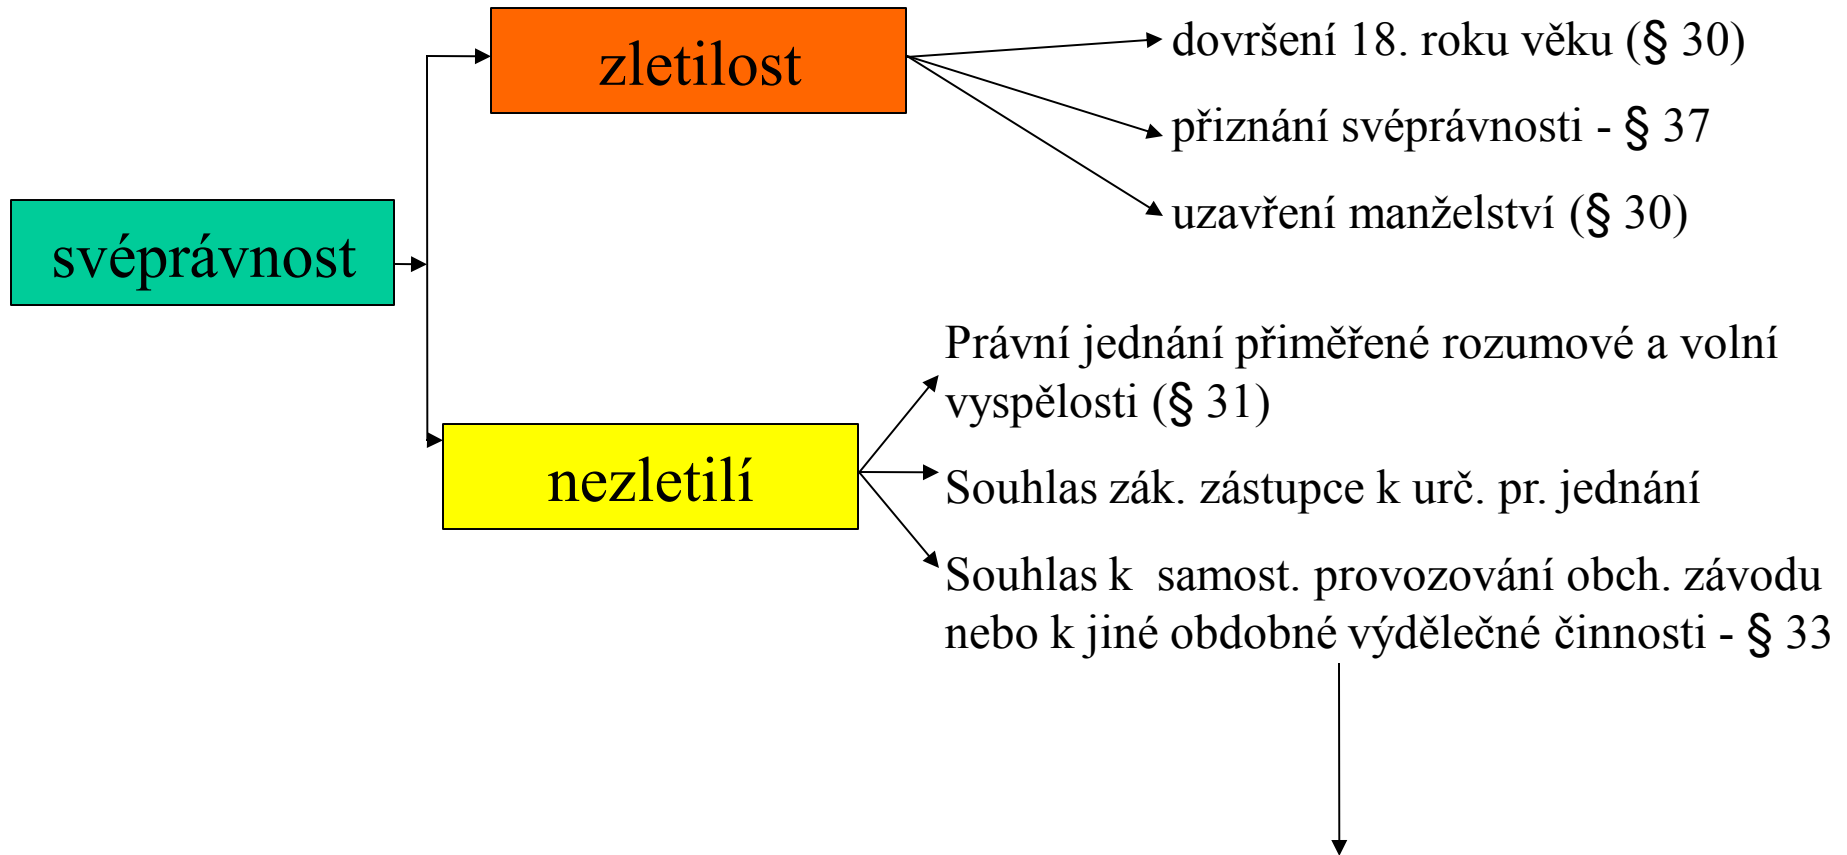 zletilost
dovršení 18. roku věku (§ 30)
přiznání svéprávnosti - § 37
uzavření manželství (§ 30)
svéprávnost
Právní jednání přiměřené rozumové a volní
vyspělosti (§ 31)
nezletilí
Souhlas zák. zástupce k urč. pr. jednání
Souhlas k  samost. provozování obch. závodu
nebo k jiné obdobné výdělečné činnosti - § 33